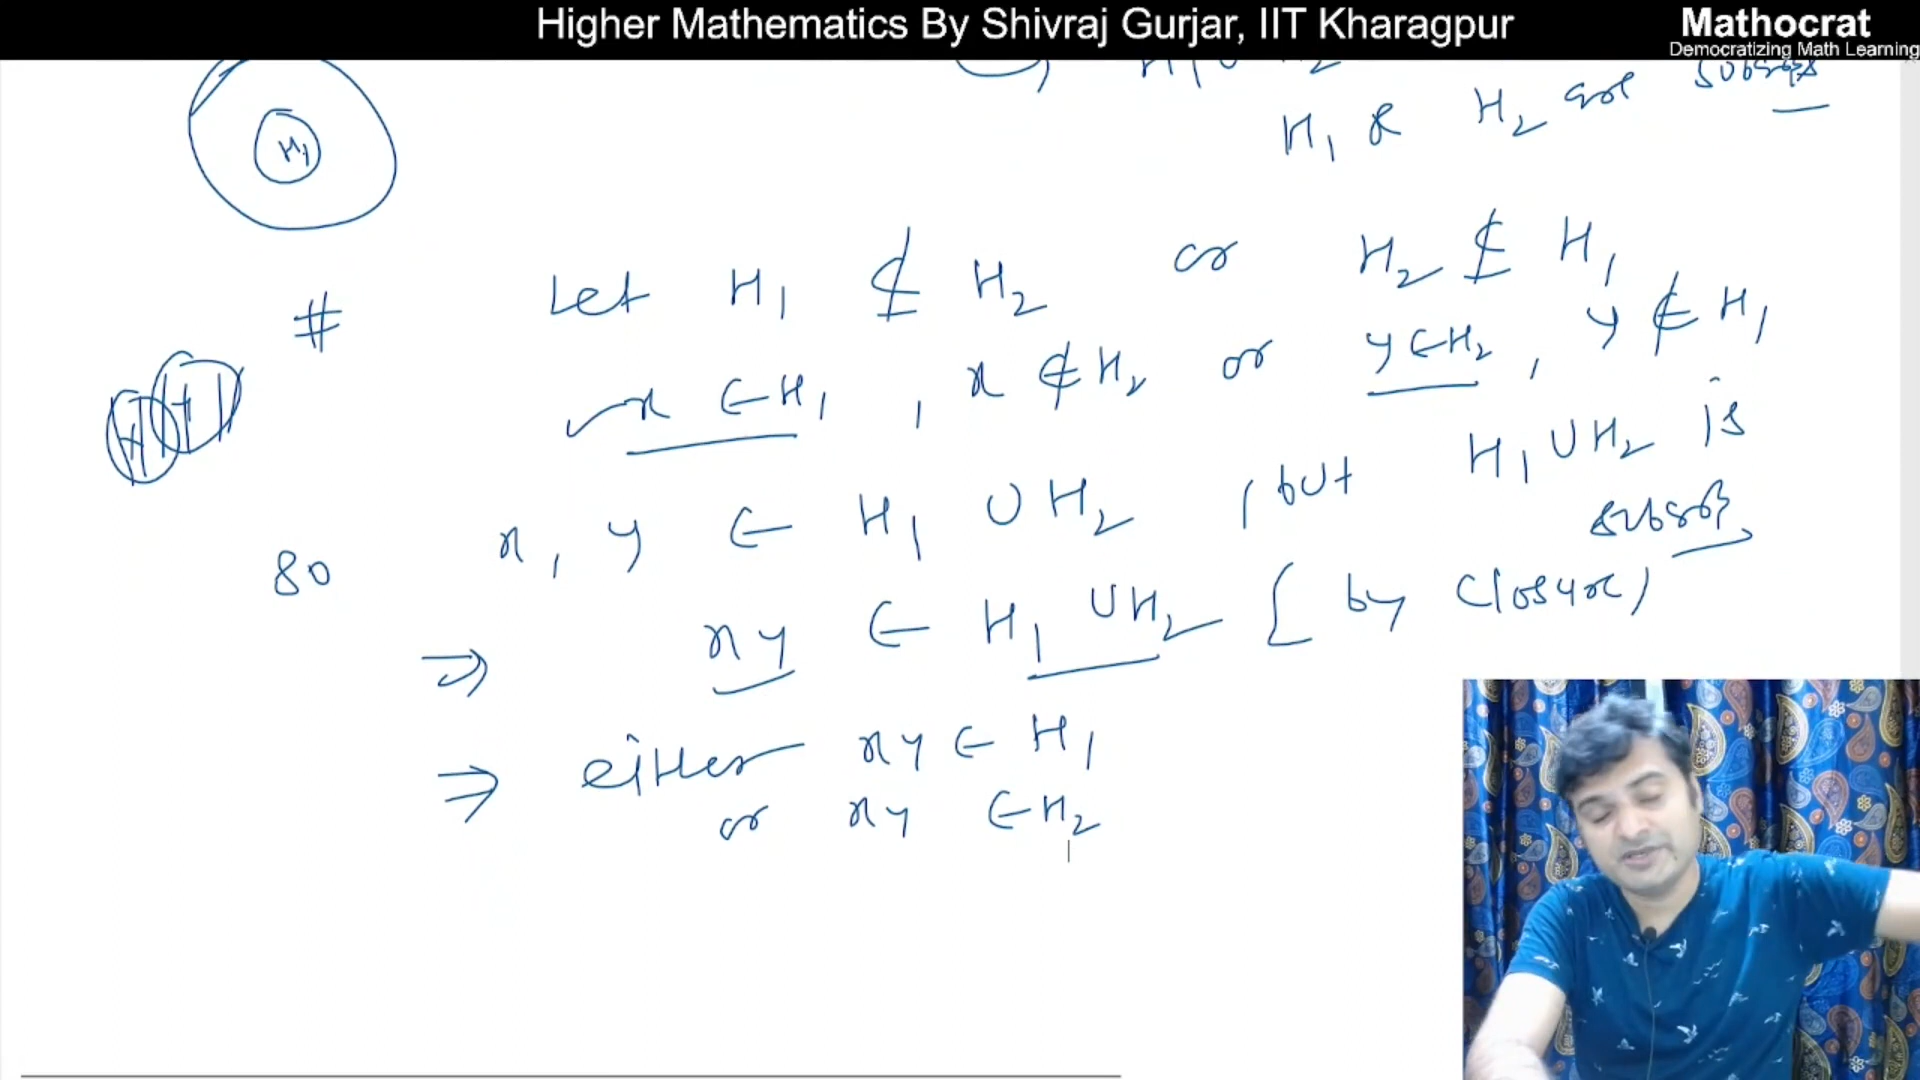 Higher Mathematics By Shivraj Gurjar, IIT Kharagpur
Mathocrat
Democratizing Math Learning
H₁ & H₂ are
H₁
# Let H₁ ⊄ H₂ or H₂ ⊄ H₁
x ∈ H₁, x ∉ H₂ or y ∈ H₂, y ∉ H₁
so x, y ∈ H₁ ∪ H₂, but H₁ ∪ H₂ is
⇒ xy ∈ H₁ ∪ H₂ [by closure)
⇒ either xy ∈ H₁
or xy ∈ H₂